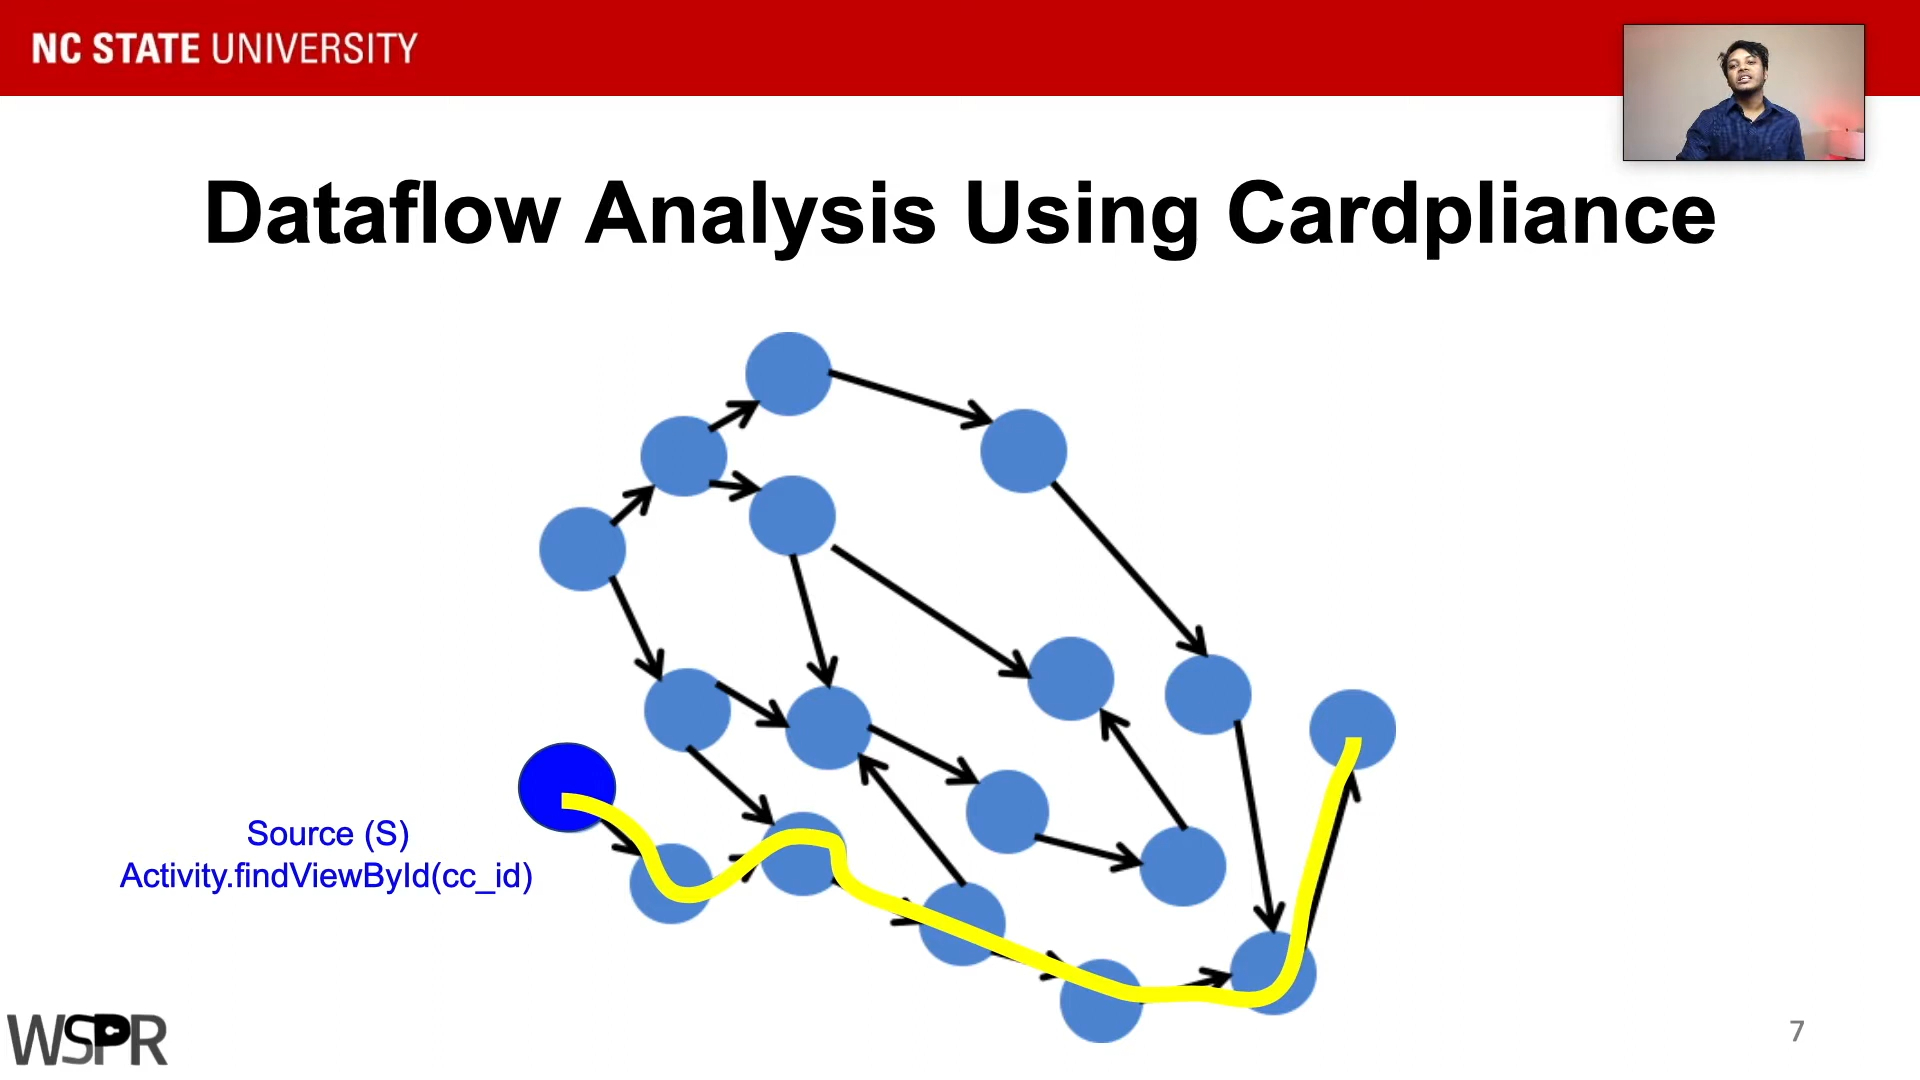 NC STATE UNIVERSITY
Dataflow Analysis Using Cardpliance
Source (S)
Activity.findViewById(cc_id)
WSPR
7